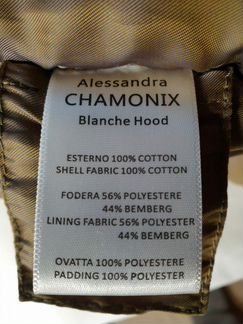 Alessandra
CHAMONIX
Blanche Hood
ESTERNO 100% COTTON
SHELL FABRIC 100% COTTON
FODERA 56% POLYESTERE
44% BEMBERG
LINING FABRIC 56% POLYESTER
44% BEMBERG
OVATTA 100% POLYESTERE
PADDING 100% POLYESTER